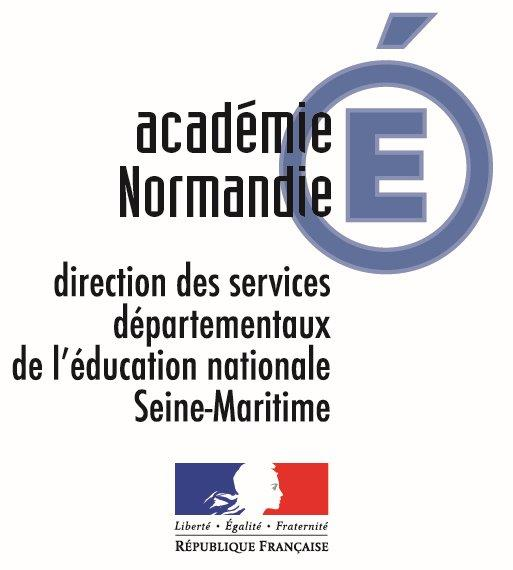 académie
Normandie
É
direction des services
départementaux
de l'éducation nationale
Seine-Maritime
Liberté • Égalité • Fraternité
RÉPUBLIQUE FRANÇAISE